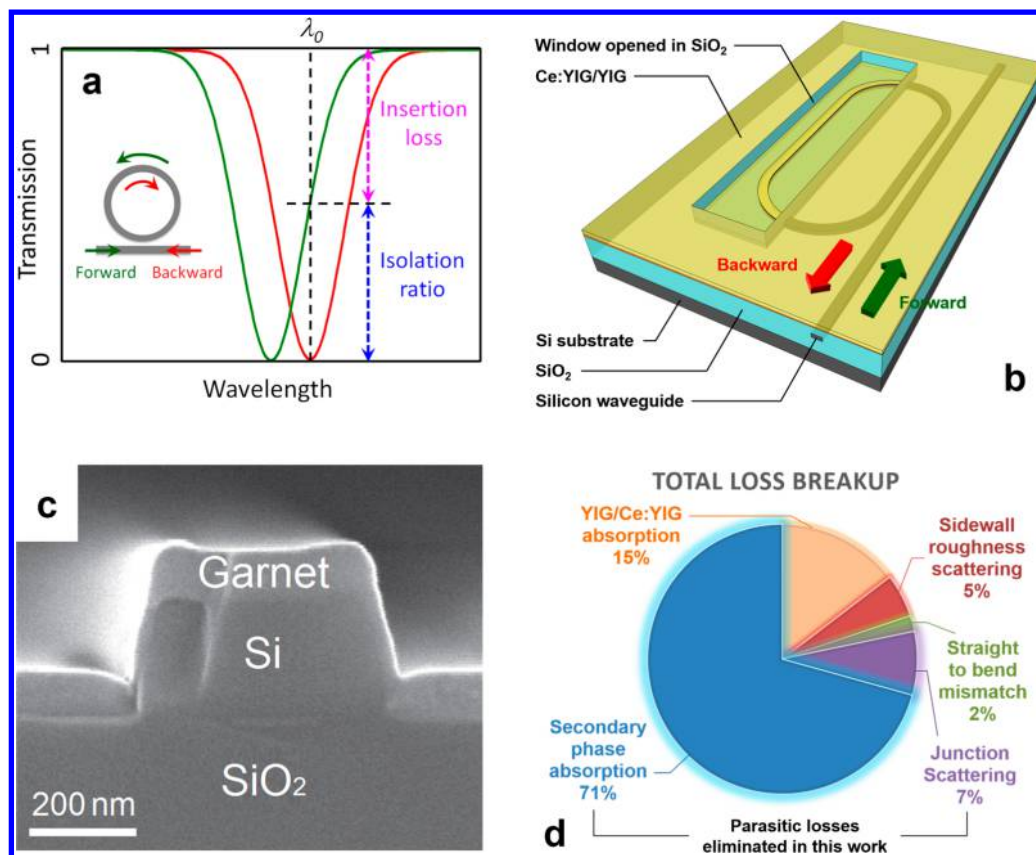 a
λ0
1
Insertion
loss
Transmission
Forward
Backward
Isolation
ratio
0
Wavelength
Window opened in SiO2
Ce:YIG/YIG
Backward
Forward
Si substrate
SiO2
Silicon waveguide
b
c
Garnet
Si
SiO2
200 nm
TOTAL LOSS BREAKUP
YIG/Ce:YIG
absorption
15%
Sidewall
roughness
scattering
5%
Straight
to bend
mismatch
2%
Secondary
phase
absorption
71%
Junction
Scattering
7%
d
Parasitic losses
eliminated in this work